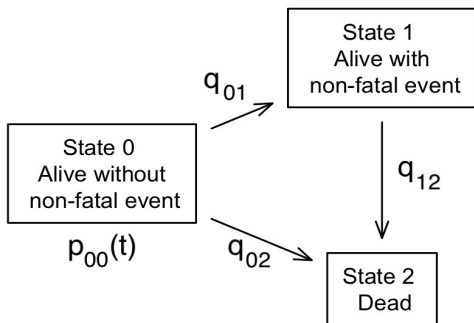 State 1
Alive with
non-fatal event
q01
State 0
Alive without
non-fatal event
q12
p00(t)
q02
State 2
Dead